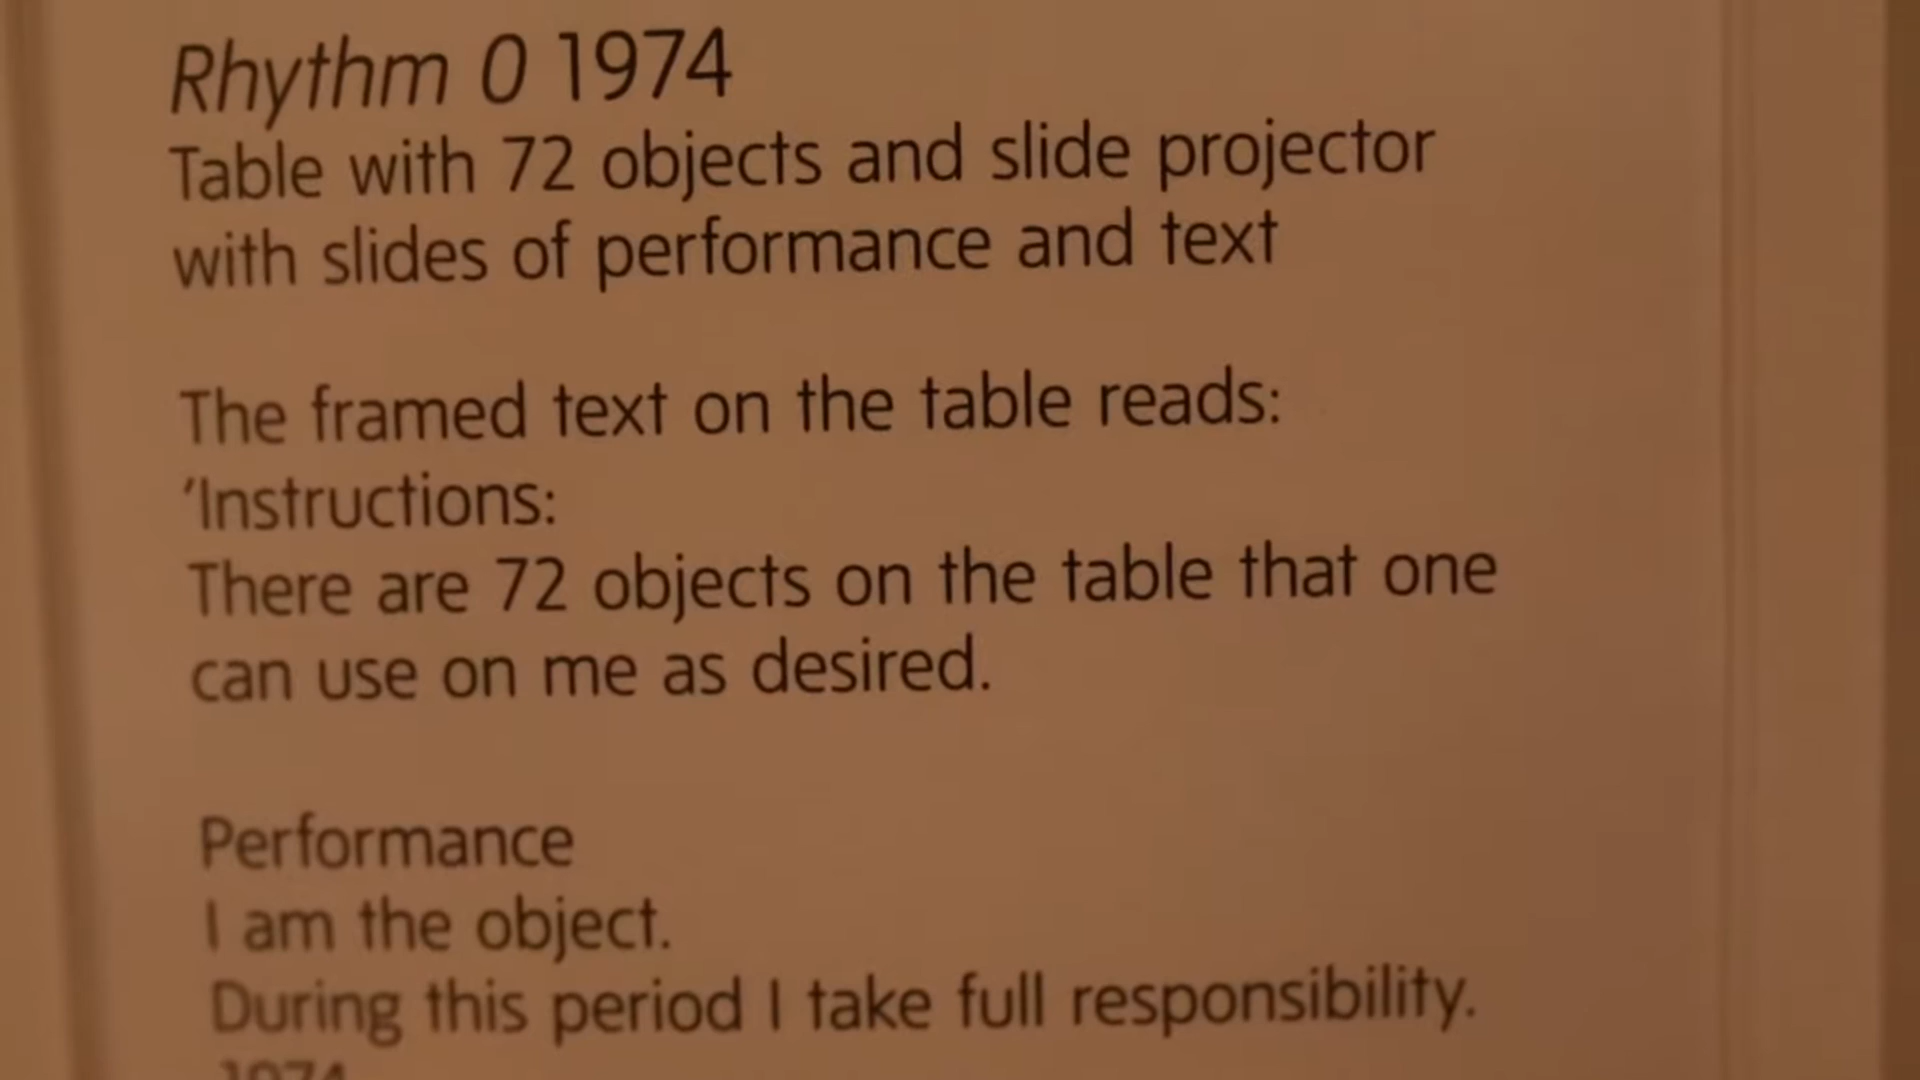 Rhythm 0 1974
Table with 72 objects and slide projector
with slides of performance and text
The framed text on the table reads:
'Instructions:
There are 72 objects on the table that one
can use on me as desired.
Performance
I am the object.
During this period I take full responsibility.
1974